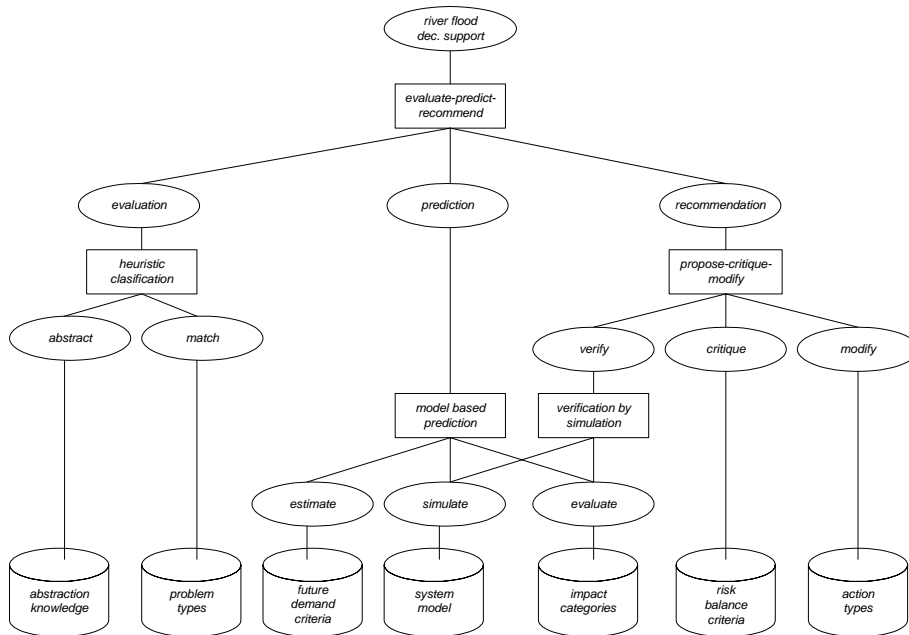 river flood
dec. support
evaluate-predict-
recommend
evaluation
prediction
recommendation
heuristic
clasification
propose-critique-
modify
abstract
match
verify
critique
modify
model based
prediction
verification by
simulation
estimate
simulate
evaluate
abstraction
knowledge
problem
types
future
demand
criteria
system
model
impact
categories
risk
balance
criteria
action
types